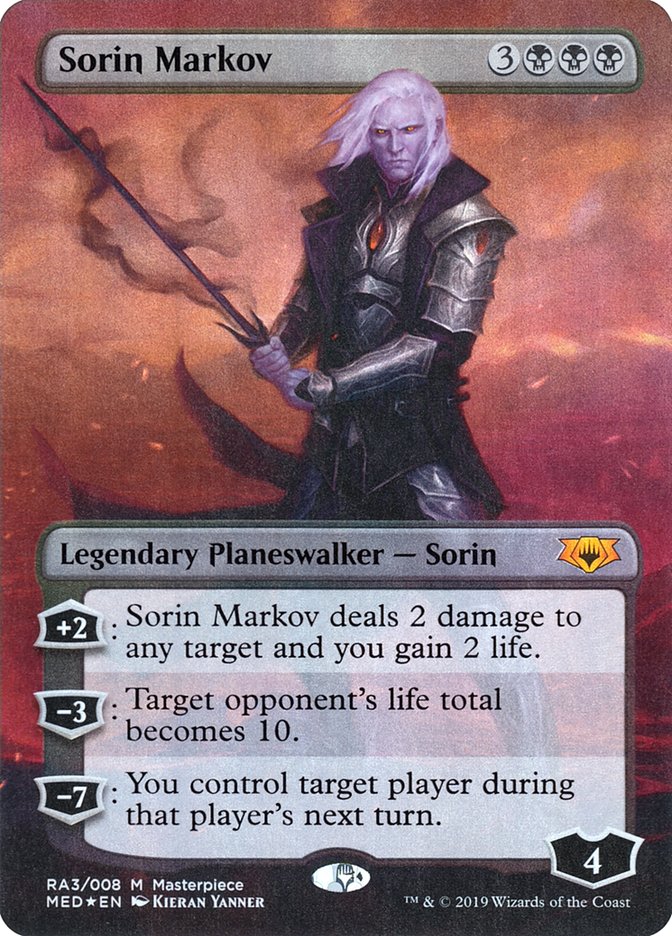 Sorin Markov 3
Legendary Planeswalker — Sorin
+2: Sorin Markov deals 2 damage to
any target and you gain 2 life.
−3: Target opponent's life total
becomes 10.
−7: You control target player during
that player's next turn.
4
RA3/008 M Masterpiece
MED★EN Kieran Yanner
™ & © 2019 Wizards of the Coast